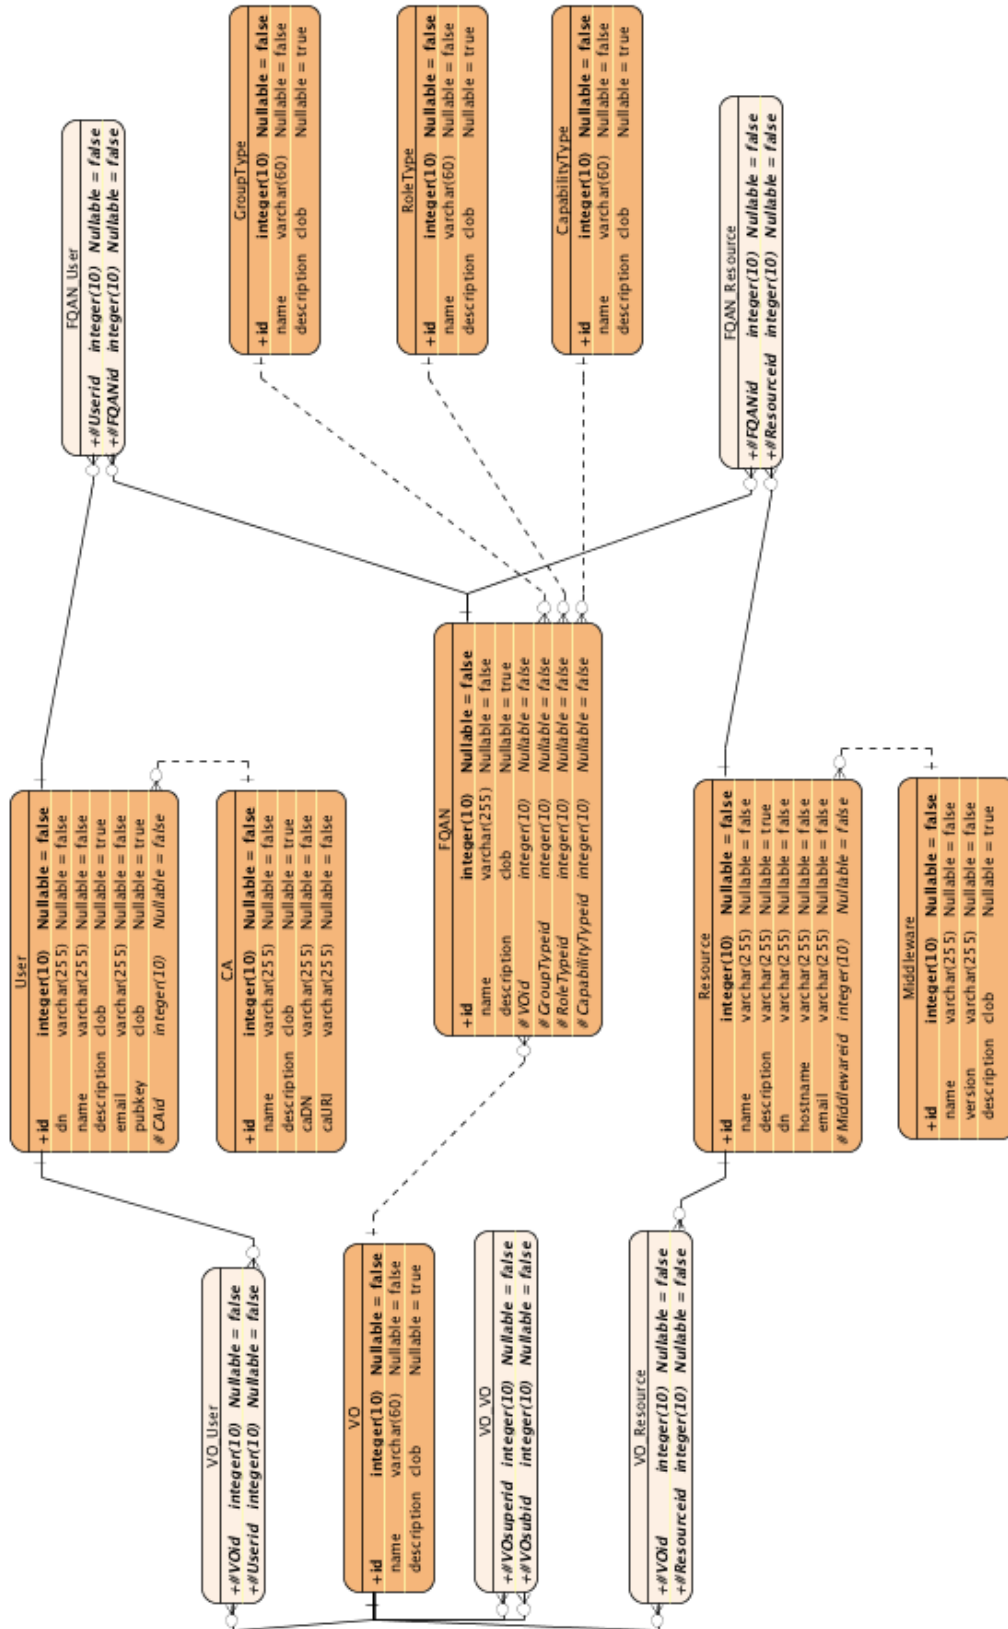 VO_User
+#VOid integer(10) Nullable = false
+#Userid integer(10) Nullable = false
VO
+id integer(10) Nullable = false
name varchar(60) Nullable = false
description clob Nullable = true
VO_VO
+#VOsuperid integer(10) Nullable = false
+#VOsubid integer(10) Nullable = false
VO_Resource
+#VOid integer(10) Nullable = false
+#Resourceid integer(10) Nullable = false
User
+id integer(10) Nullable = false
dn varchar(255) Nullable = false
name varchar(255) Nullable = false
description clob Nullable = true
email varchar(255) Nullable = false
pubkey clob Nullable = true
#CAid integer(10) Nullable = false
CA
+id integer(10) Nullable = false
name varchar(255) Nullable = false
description clob Nullable = true
caDN varchar(255) Nullable = false
caURI varchar(255) Nullable = false
FQAN
+id integer(10) Nullable = false
name varchar(255) Nullable = false
description clob Nullable = true
#VOid integer(10) Nullable = false
#GroupTypeid integer(10) Nullable = false
#RoleTypeid integer(10) Nullable = false
#CapabilityTypeid integer(10) Nullable = false
Resource
+id integer(10) Nullable = false
name varchar(255) Nullable = false
description varchar(255) Nullable = true
dn varchar(255) Nullable = false
hostname varchar(255) Nullable = false
email varchar(255) Nullable = false
#Middlewareid integer(10) Nullable = false
Middleware
+id integer(10) Nullable = false
name varchar(255) Nullable = false
version varchar(255) Nullable = false
description clob Nullable = true
FQAN_User
+#Userid integer(10) Nullable = false
+#FQANid integer(10) Nullable = false
GroupType
+id integer(10) Nullable = false
name varchar(60) Nullable = false
description clob Nullable = true
RoleType
+id integer(10) Nullable = false
name varchar(60) Nullable = false
description clob Nullable = true
CapabilityType
+id integer(10) Nullable = false
name varchar(60) Nullable = false
description clob Nullable = true
FQAN_Resource
+#FQANid integer(10) Nullable = false
+#Resourceid integer(10) Nullable = false